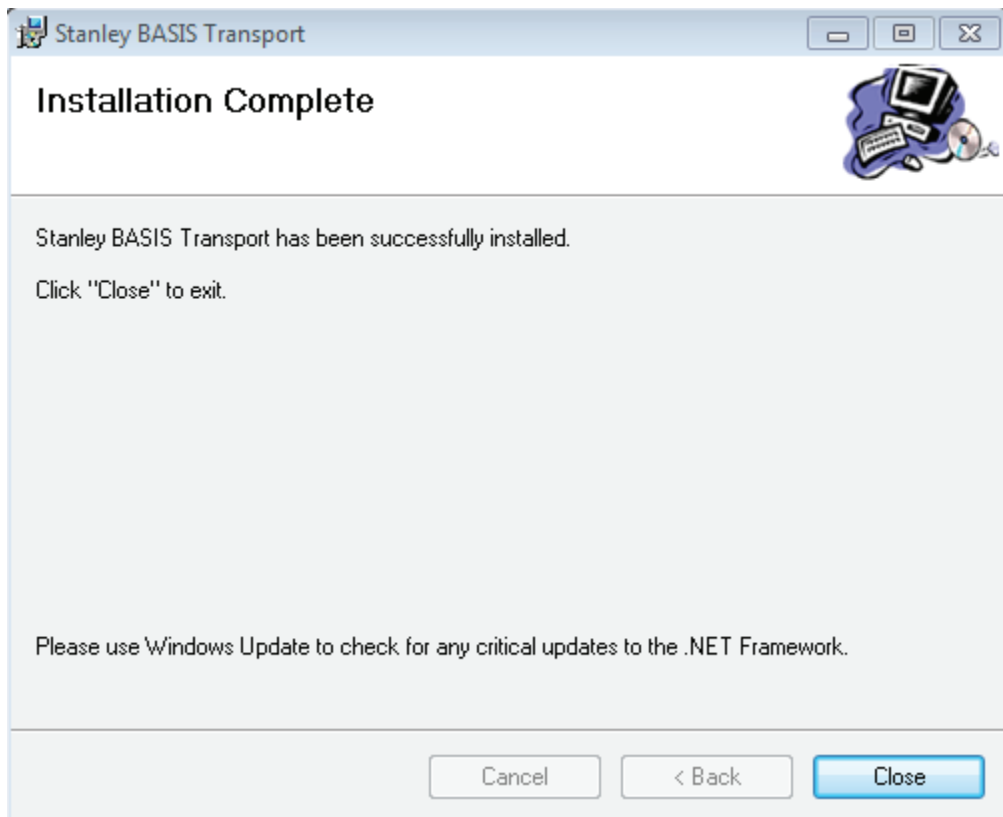 Stanley BASIS Transport
Installation Complete
Stanley BASIS Transport has been successfully installed.
Click "Close" to exit.
Please use Windows Update to check for any critical updates to the .NET Framework.
Cancel
< Back
Close